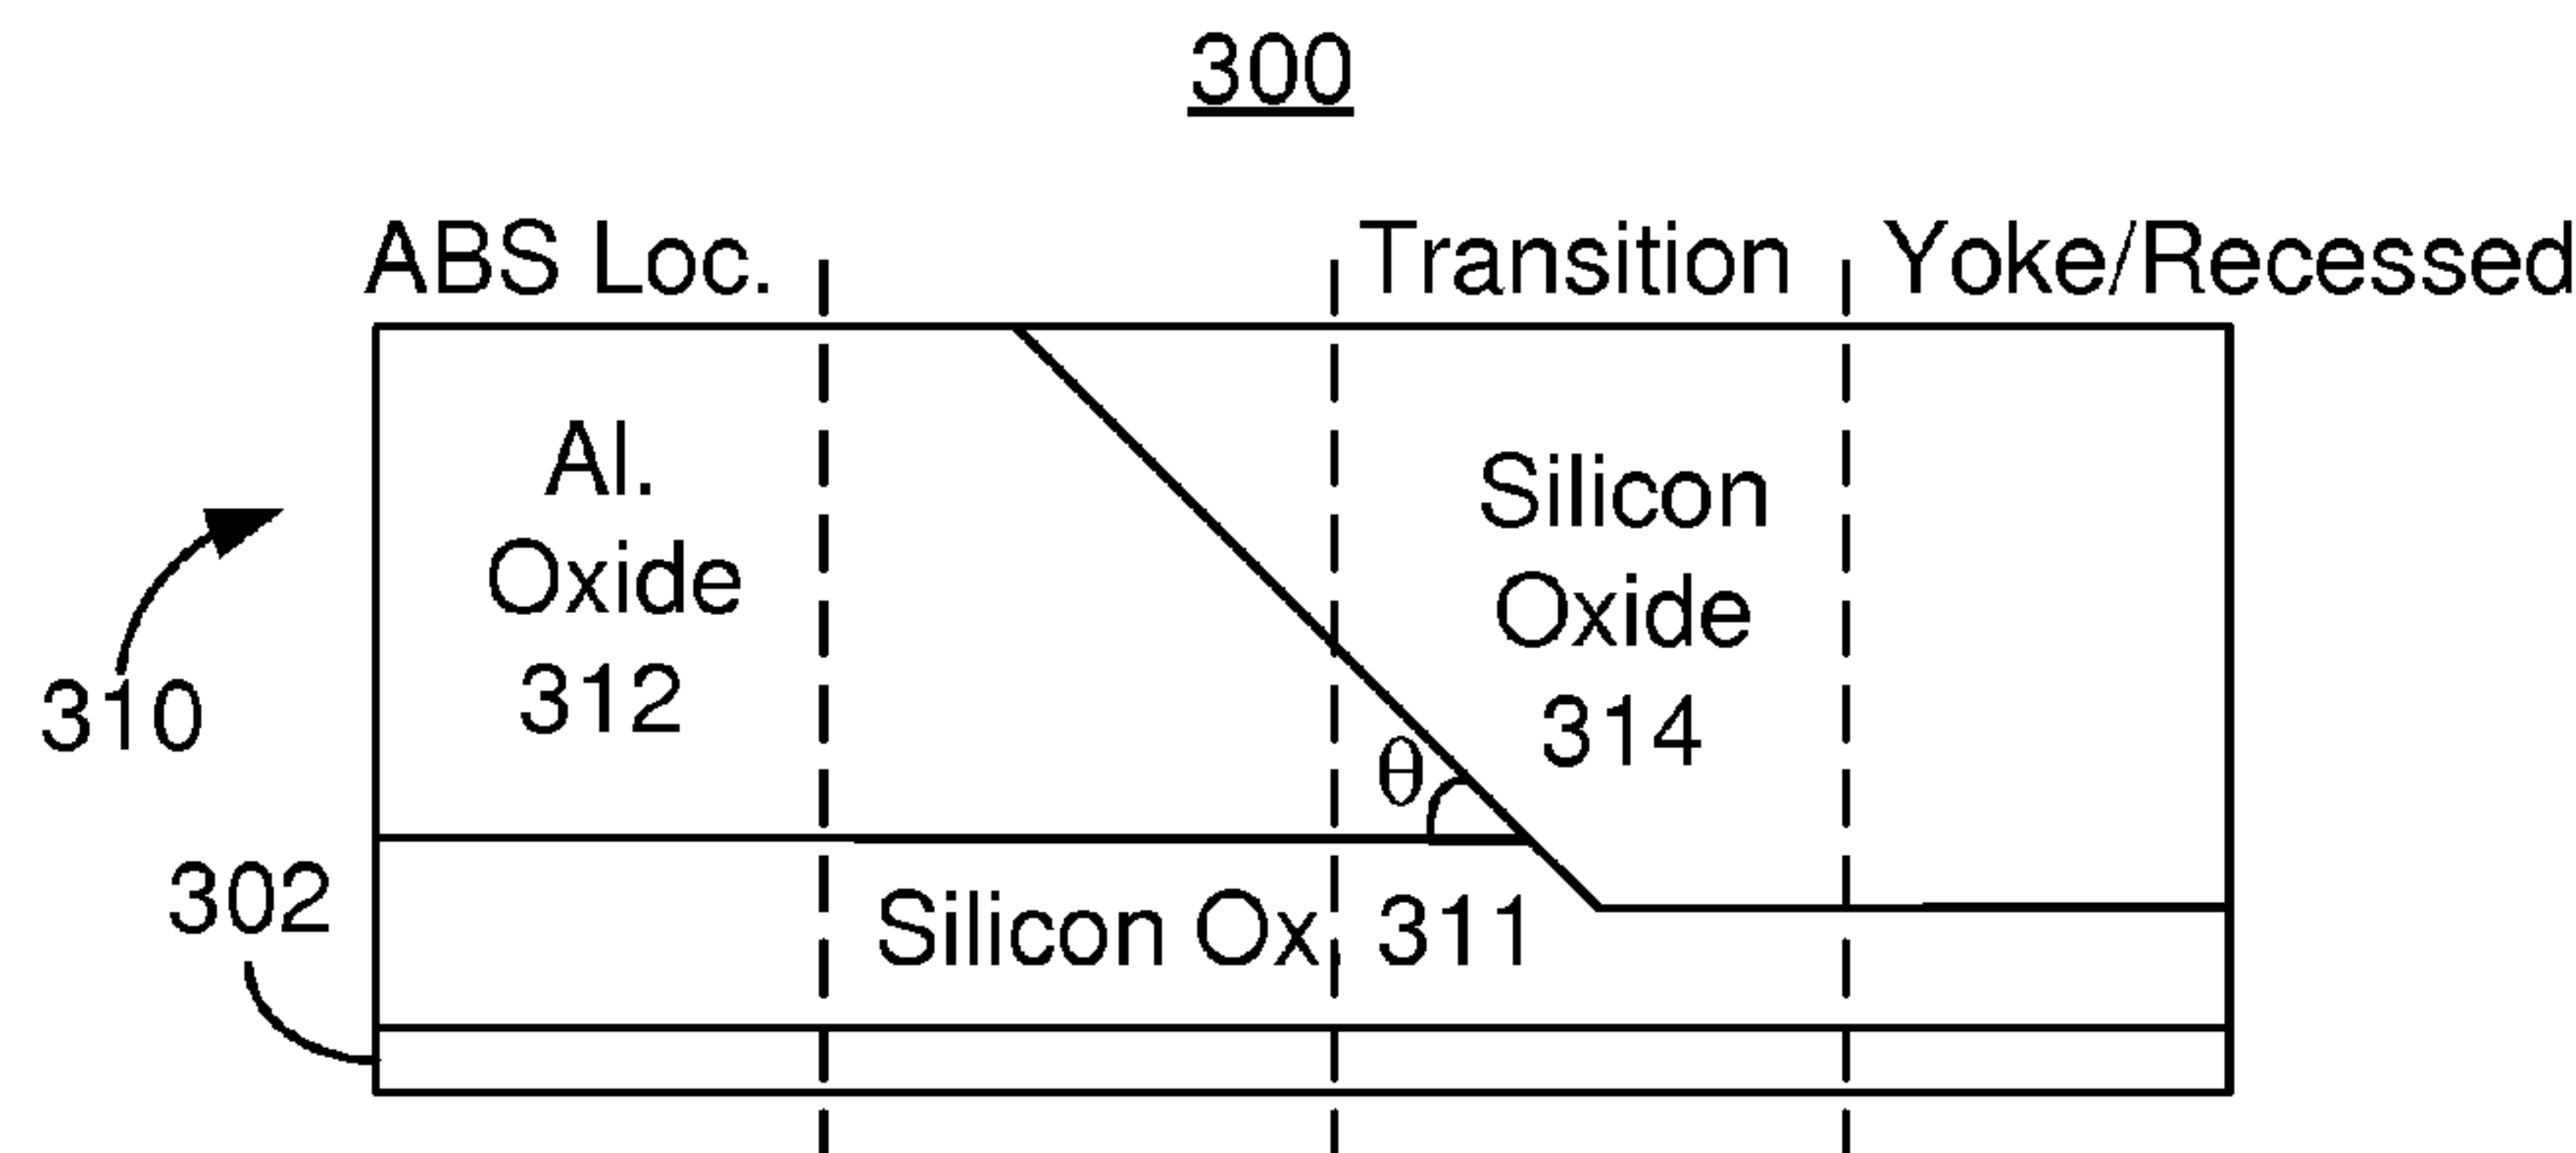 300
ABS Loc.
Transition
Yoke/Recessed
Al.
Oxide
312
Silicon
Oxide
314
310
θ
302
Silicon Ox. 311